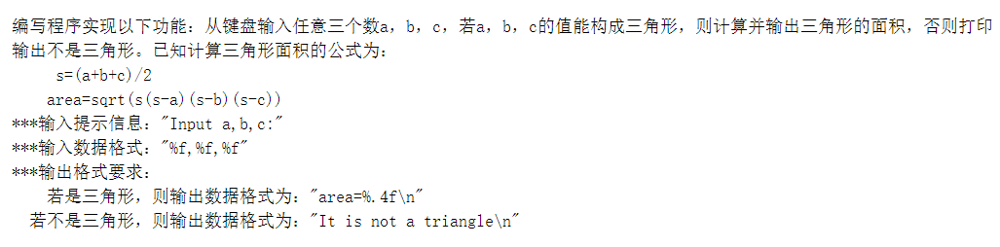 编写程序实现以下功能：从键盘输入任意三个数a，b，c，若a，b，c的值能构成三角形，则计算并输出三角形的面积，否则打印
输出不是三角形。已知计算三角形面积的公式为：
s=(a+b+c)/2
area=sqrt(s(s-a)(s-b)(s-c))
***输入提示信息："Input a,b,c:"
***输入数据格式："%f,%f,%f"
***输出格式要求：
若是三角形，则输出数据格式为："area=%.4f\n"
若不是三角形，则输出数据格式为："It is not a triangle\n"